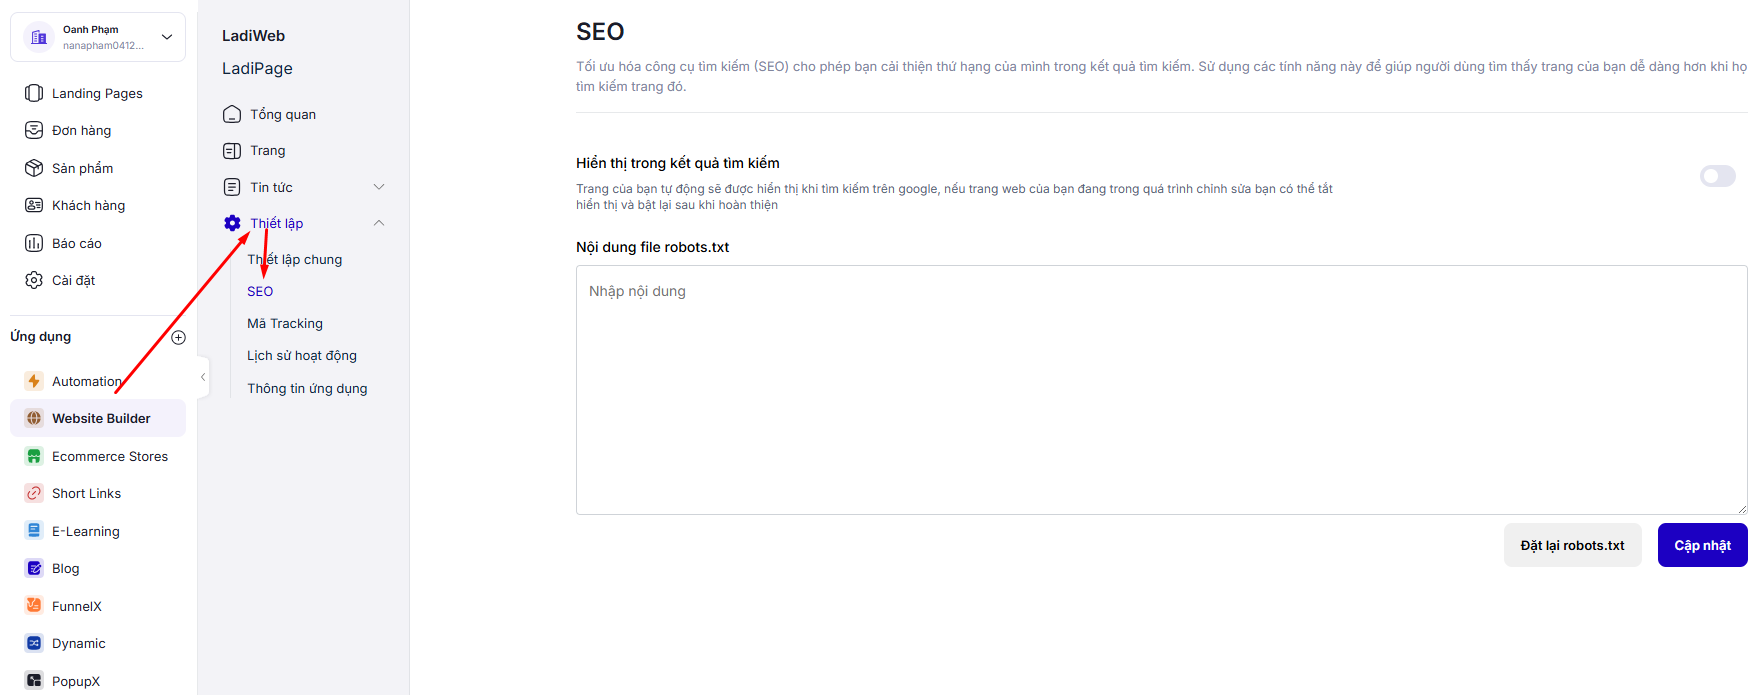 Oanh Phạm
nanapham0412...
Landing Pages
Đơn hàng
Sản phẩm
Khách hàng
Báo cáo
Cài đặt
Ứng dụng
Automation
Website Builder
Ecommerce Stores
Short Links
E-Learning
Blog
FunnelX
Dynamic
PopupX
LadiWeb
LadiPage
Tổng quan
Trang
Tin tức
Thiết lập
Thiết lập chung
SEO
Mã Tracking
Lịch sử hoạt động
Thông tin ứng dụng
SEO
Tối ưu hóa công cụ tìm kiếm (SEO) cho phép bạn cải thiện thứ hạng của mình trong kết quả tìm kiếm. Sử dụng các tính năng này để giúp người dùng tìm thấy trang của bạn dễ dàng hơn khi họ
tìm kiếm trang đó.
Hiển thị trong kết quả tìm kiếm
Trang của bạn tự động sẽ được hiển thị khi tìm kiếm trên google, nếu trang web của bạn đang trong quá trình chỉnh sửa bạn có thể tắt
hiển thị và bật lại sau khi hoàn thiện
Nội dung file robots.txt
Nhập nội dung
Đặt lại robots.txt
Cập nhật